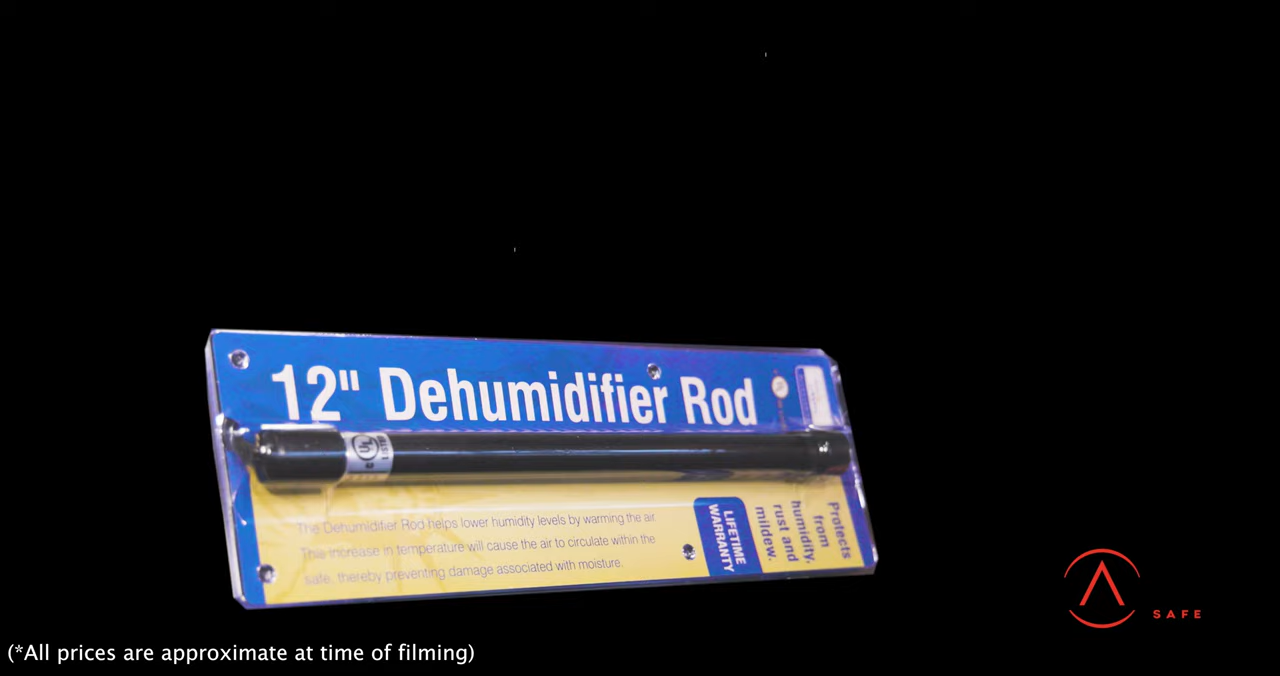 12" Dehumidifier Rod
UL
LISTED
The Dehumidifier Rod helps lower humidity levels by warming the air.
This increase in temperature will cause the air to circulate within the
safe, thereby preventing damage associated with moisture.
LIFETIME
WARRANTY
Protects
from
humidity,
rust and
mildew.
SAFE
(*All prices are approximate at time of filming)